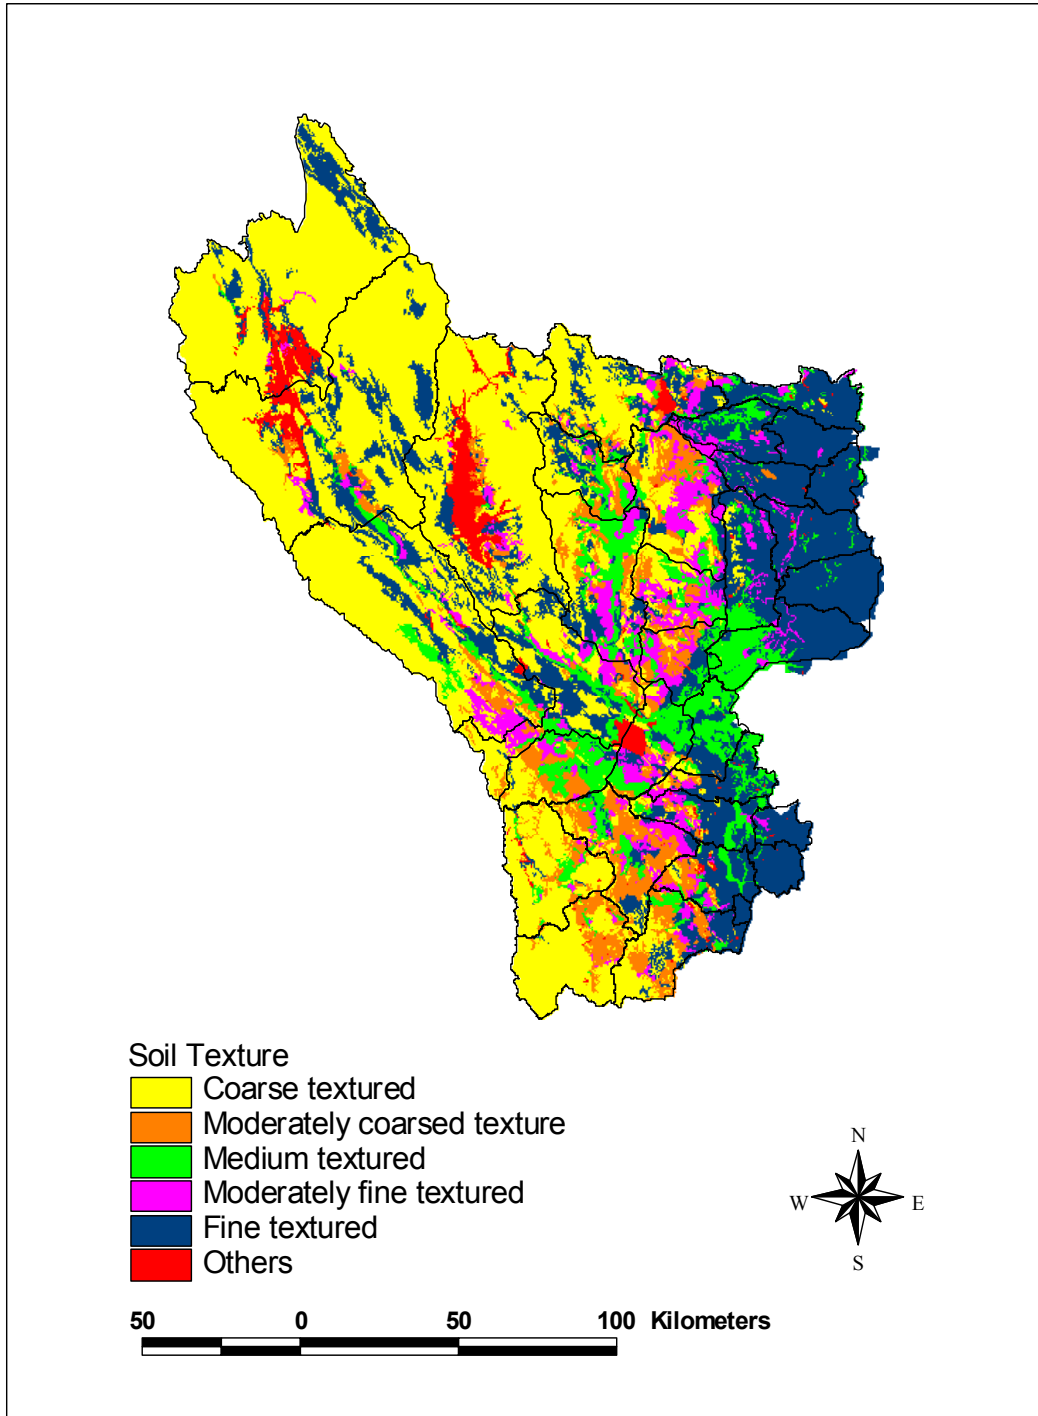 Soil Texture
Coarse textured
Moderately coarsed texture
Medium textured
Moderately fine textured
Fine textured
Others
N
W E
S
50 0 50 100 Kilometers